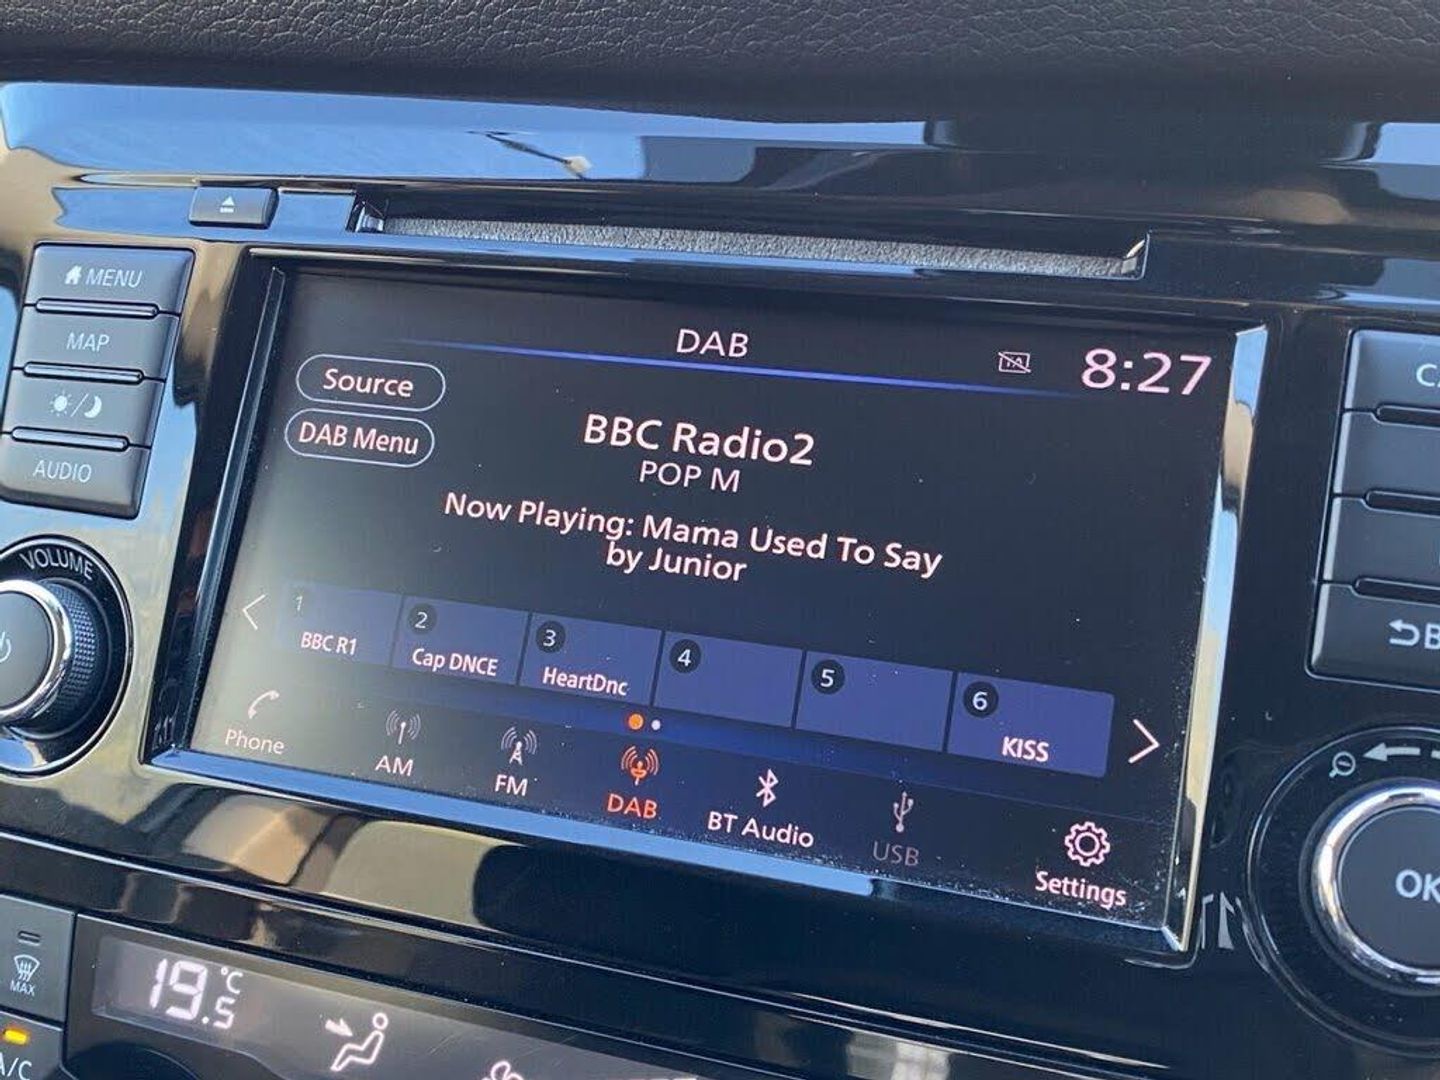 MENU
MAP
AUDIO
VOLUME
DAB
TA
8:27
Source
DAB Menu
BBC Radio2
POP M
Now Playing: Mama Used To Say
by Junior
1
BBC R1
2
Cap DNCE
3
HeartDnc
4
5
6
KISS
Phone
AM
FM
DAB
BT Audio
USB
Settings
OK
MAX
A/C
19.5 °C